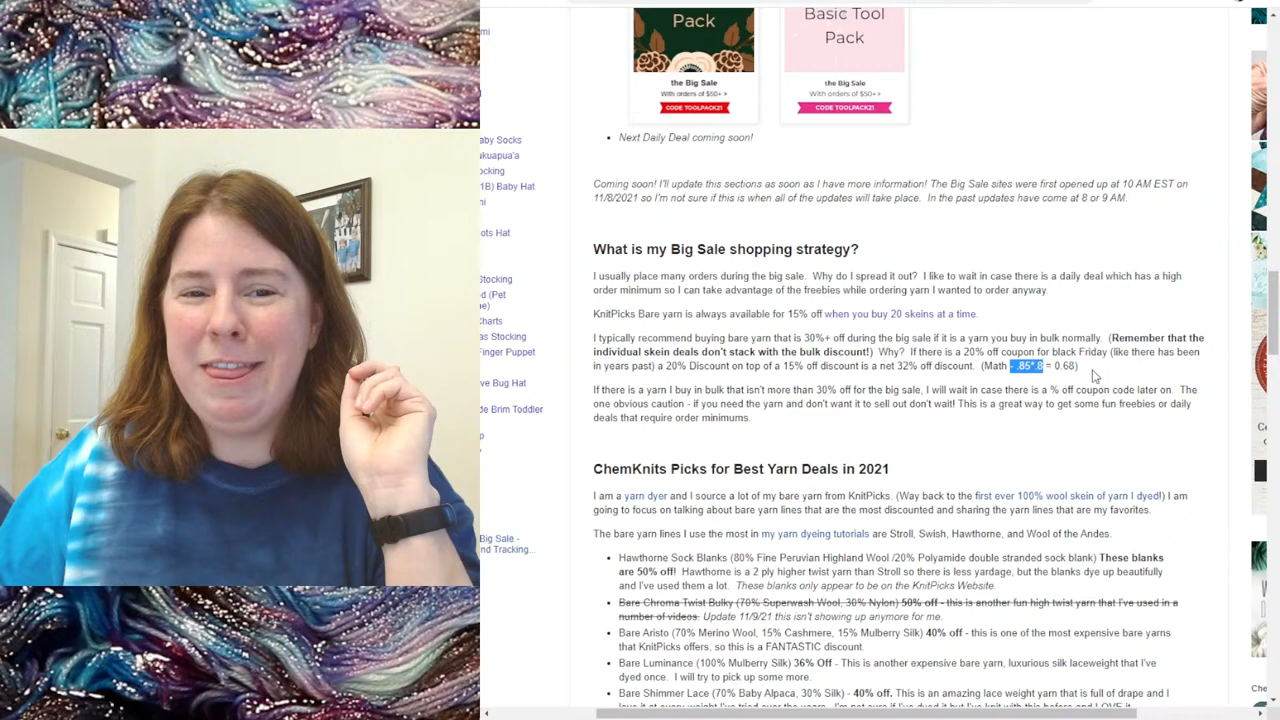 Pack
Basic Tool
Pack
the Big Sale
With orders of $50+ >
CODE TOOLPACK21
the Big Sale
With orders of $50+ >
CODE TOOLPACK21
Next Daily Deal coming soon!
Coming soon! I'll update this sections as soon as I have more information! The Big Sale sites were first opened up at 10 AM EST on
11/8/2021 so I'm not sure if this is when all of the updates will take place. In the past updates have come at 8 or 9 AM.
What is my Big Sale shopping strategy?
I usually place many orders during the big sale. Why do I spread it out? I like to wait in case there is a daily deal which has a high
order minimum so I can take advantage of the freebies while ordering yarn I wanted to order anyway.
KnitPicks Bare yarn is always available for 15% off when you buy 20 skeins at a time.
I typically recommend buying bare yarn that is 30%+ off during the big sale if it is a yarn you buy in bulk normally. (Remember that the
individual skein deals don't stack with the bulk discount!) Why? If there is a 20% off coupon for black Friday (like there has been
in years past) a 20% Discount on top of a 15% off discount is a net 32% off discount. (Math - .85*.8 = 0.68)
If there is a yarn I buy in bulk that isn't more than 30% off for the big sale, I will wait in case there is a % off coupon code later on. The
one obvious caution - if you need the yarn and don't want it to sell out don't wait! This is a great way to get some fun freebies or daily
deals that require order minimums.
ChemKnits Picks for Best Yarn Deals in 2021
I am a yarn dyer and I source a lot of my bare yarn from KnitPicks. (Way back to the first ever 100% wool skein of yarn I dyed!) I am
going to focus on talking about bare yarn lines that are the most discounted and sharing the yarn lines that are my favorites.
The bare yarn lines I use the most in my yarn dyeing tutorials are Stroll, Swish, Hawthorne, and Wool of the Andes.
Hawthorne Sock Blanks (80% Fine Peruvian Highland Wool /20% Polyamide double stranded sock blank) These blanks
are 50% off! Hawthorne is a 2 ply higher twist yarn than Stroll so there is less yardage, but the blanks dye up beautifully
and I've used them a lot. These blanks only appear to be on the KnitPicks Website.
Bare Chroma Twist Bulky (70% Superwash Wool, 30% Nylon) 50% off - this is another fun high twist yarn that I've used in a
number of videos. Update 11/9/21 this isn't showing up anymore for me.
Bare Aristo (70% Merino Wool, 15% Cashmere, 15% Mulberry Silk) 40% off - this is one of the most expensive bare yarns
that KnitPicks offers, so this is a FANTASTIC discount.
Bare Luminance (100% Mulberry Silk) 36% Off - This is another expensive bare yarn, luxurious silk laceweight that I've
dyed once. I will try to pick up some more.
Bare Shimmer Lace (70% Baby Alpaca, 30% Silk) - 40% off. This is an amazing lace weight yarn that is full of drape and I
mi
aby Socks
ukuapua'a
ocking
1B) Baby Hat
ni
ots Hat
Stocking
ed (Pet
ne)
Charts
as Stocking
Finger Puppet
ve Bug Hat
de Brim Toddler
p
Big Sale -
nd Tracking...